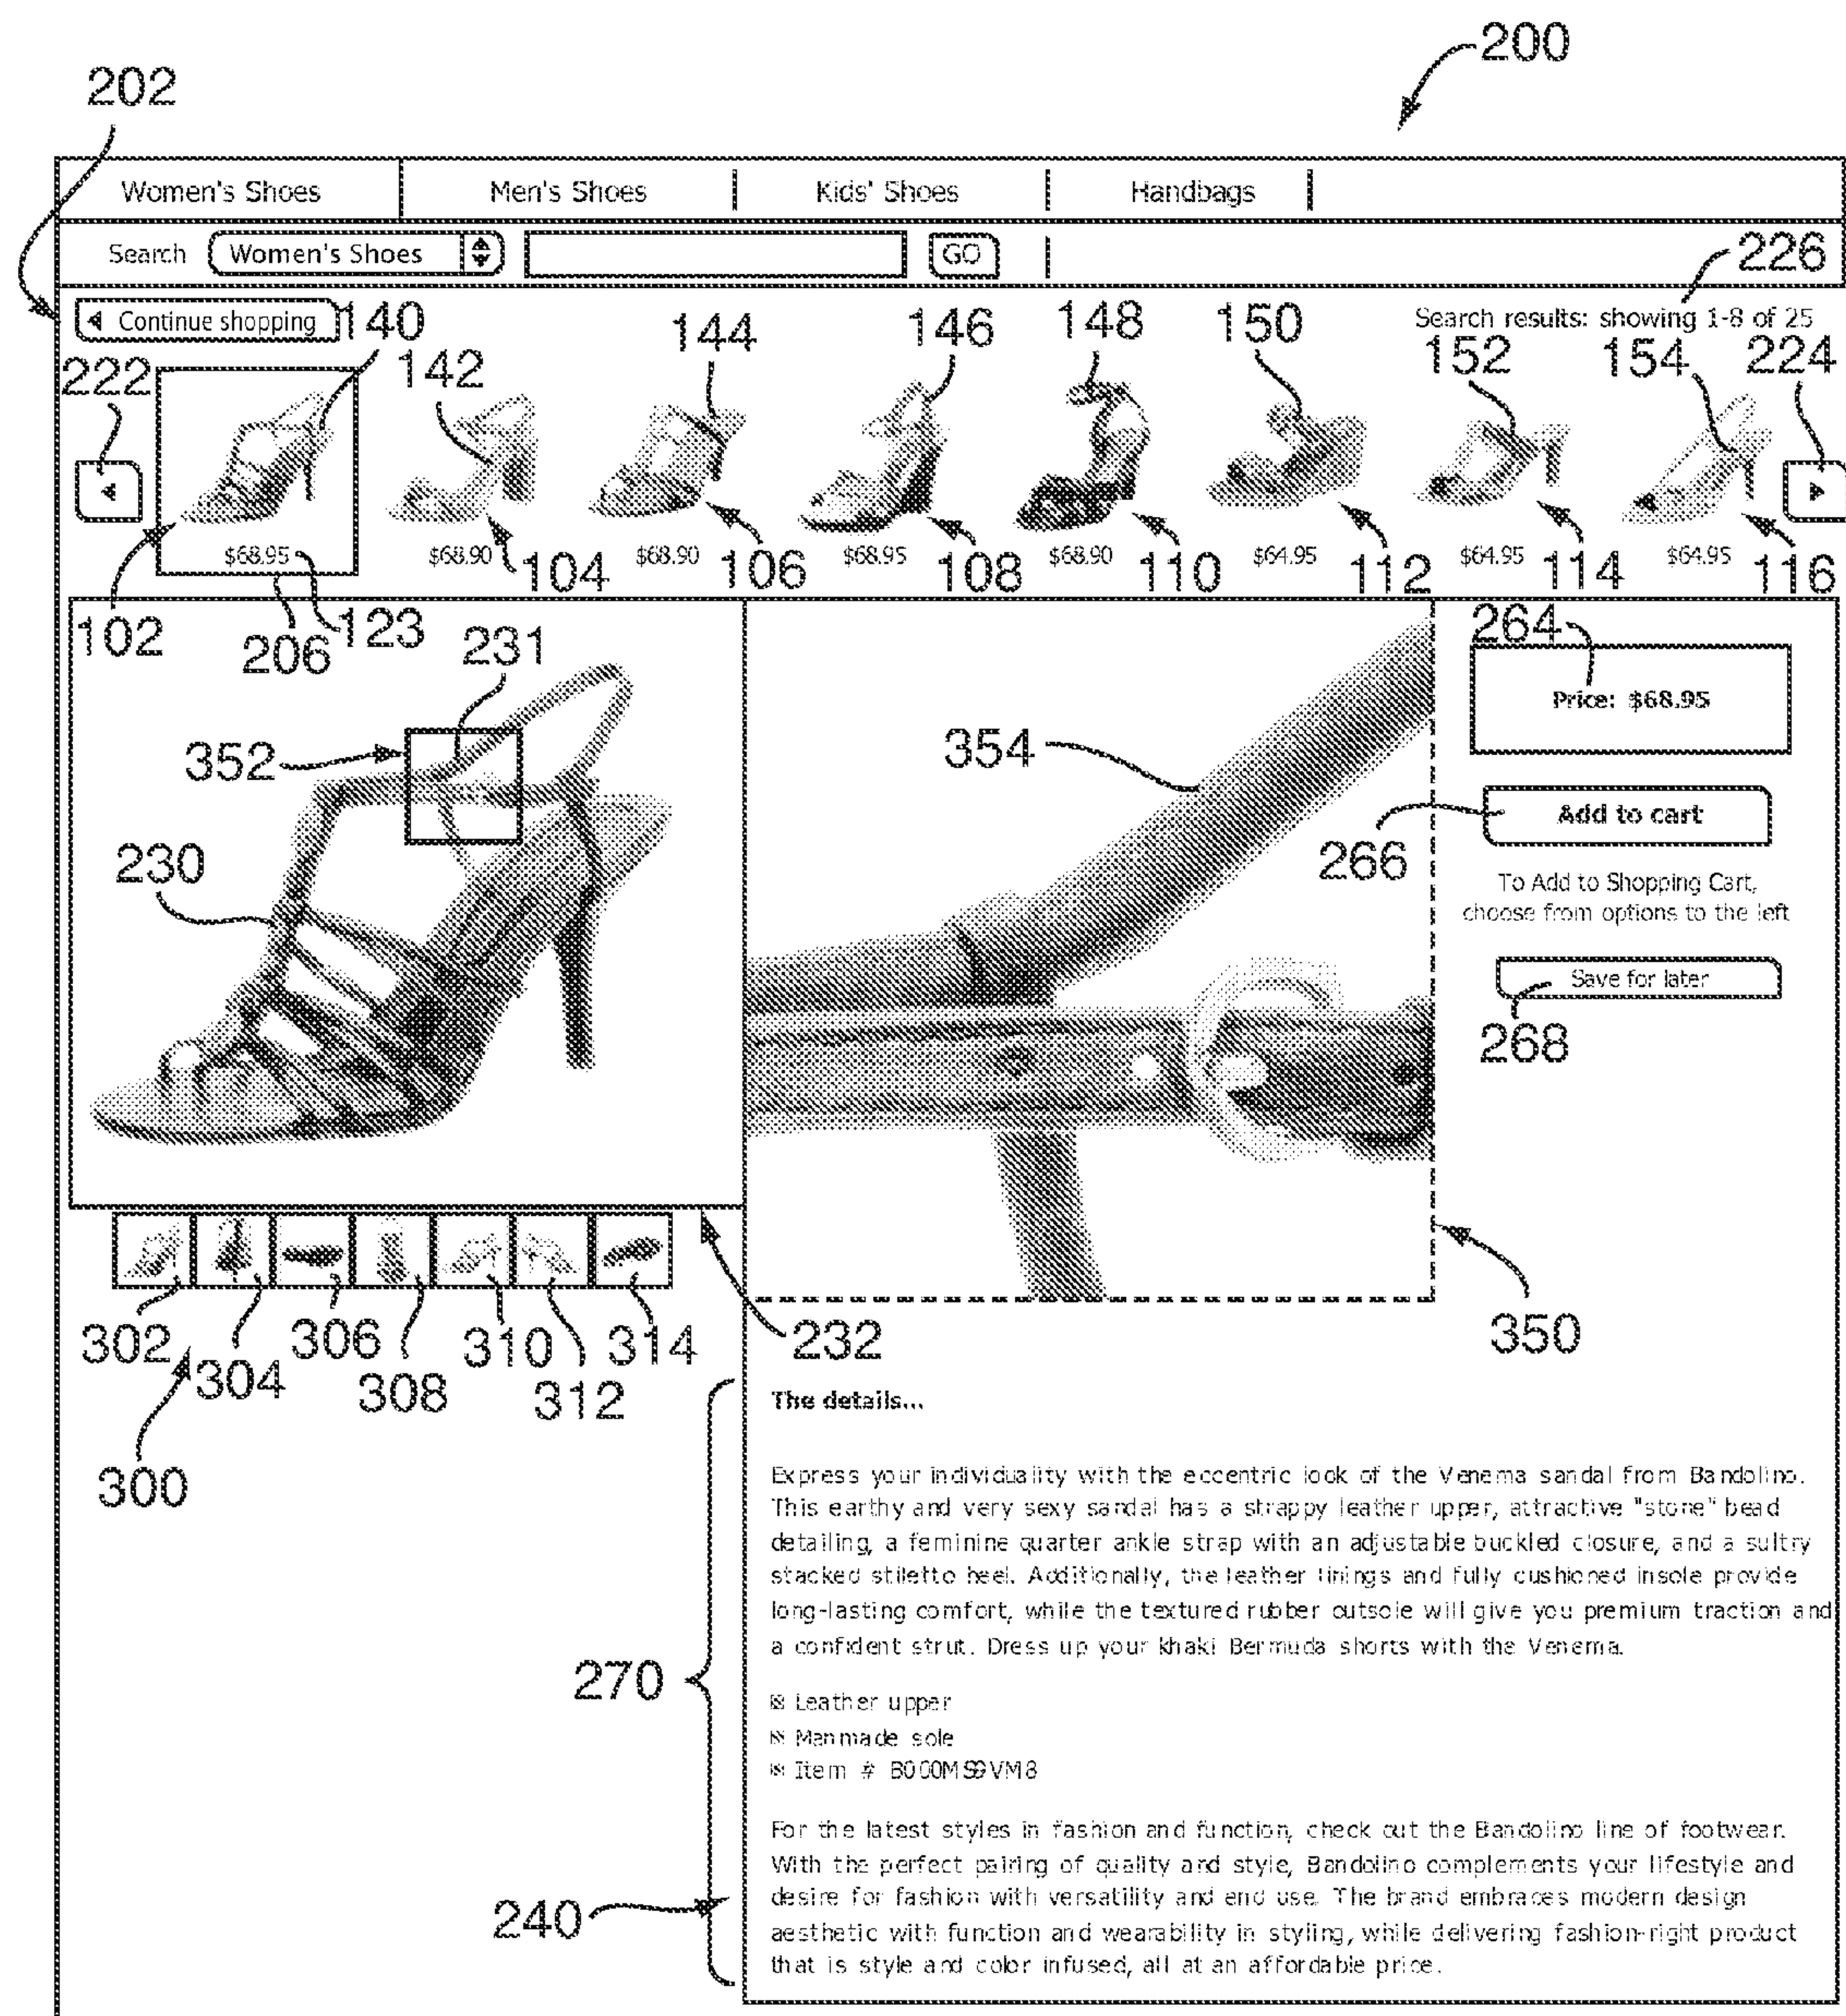 200
202
Women's Shoes Men's Shoes Kids' Shoes Handbags
Search Women's Shoes GO
226
Continue shopping
Search results: showing 1-8 of 25
140 142 144 146 148 150 152 154
222 224
$68.95 $68.90 $68.90 $68.95 $68.90 $64.95 $64.95 $64.95
102 104 106 108 110 112 114 116
206 123
231
264
Price: $68.95
352
354
266
Add to cart
230
To Add to Shopping Cart,
choose from options to the left
Save for later
268
302 304 306 308 310 312 314
232
350
300
The details...
Express your individuality with the eccentric look of the Venema sandal from Bandolino.
This earthy and very sexy sandal has a strappy leather upper, attractive "stone" bead
detailing, a feminine quarter ankle strap with an adjustable buckled closure, and a sultry
stacked stiletto heel. Additionally, the leather linings and fully cushioned insole provide
long-lasting comfort, while the textured rubber outsole will give you premium traction and
a confident strut. Dress up your khaki Bermuda shorts with the Venema.
270
Leather upper
Manmade sole
Item #
For the latest styles in fashion and function, check out the Bandolino line of footwear.
With the perfect pairing of quality and style, Bandolino complements your lifestyle and
desire for fashion with versatility and end use. The brand embraces modern design
240
aesthetic with function and wearability in styling, while delivering fashion-right product
that is style and color infused, all at an affordable price.